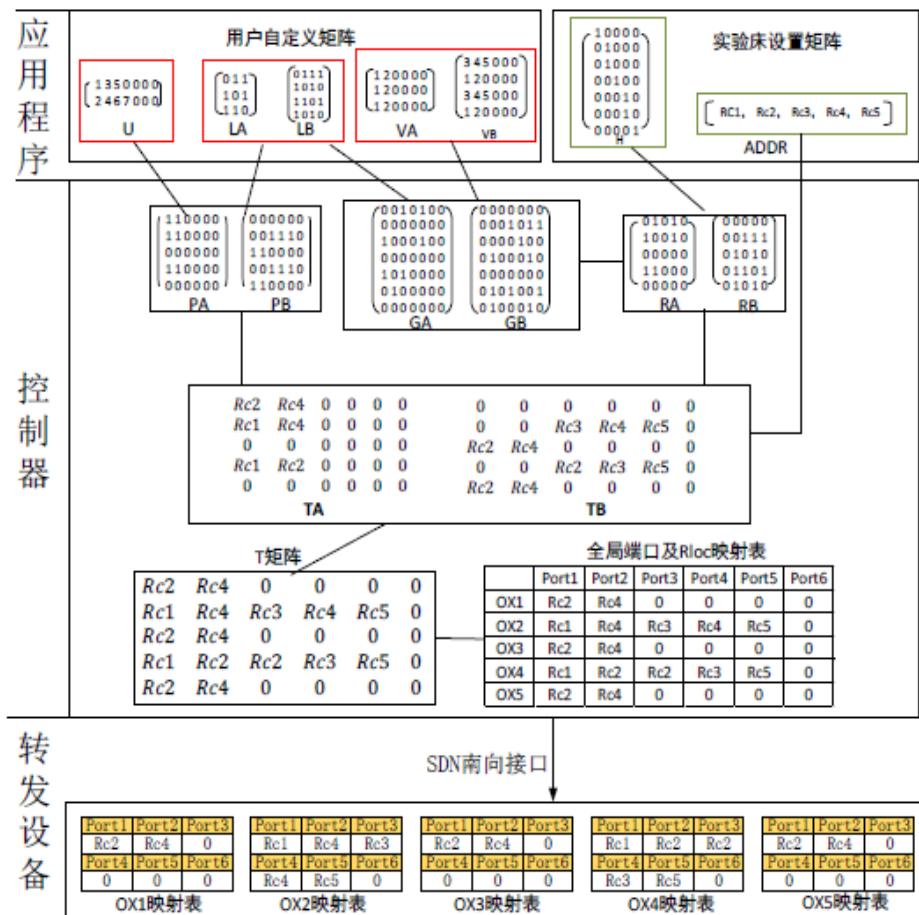 应用程序
用户自定义矩阵
1350000
2467000
U
011
101
110
LA
0111
1010
1101
1010
LB
120000
120000
120000
VA
345000
120000
345000
120000
VB
实验床设置矩阵
10000
01000
01000
00100
00010
00010
00001
H
RC1, Rc2, Rc3, Rc4, Rc5
ADDR
控制器
110000
110000
000000
110000
000000
PA
000000
001110
110000
001110
110000
PB
0010100
0000000
1000100
0000000
1010000
0100000
0000000
GA
0000000
0001011
0000100
0100010
0000000
0101001
0100010
GB
01010
10010
00000
11000
00000
RA
00000
00111
01010
01101
01010
RB
Rc2 Rc4 0 0 0 0
Rc1 Rc4 0 0 0 0
0 0 0 0 0 0
Rc1 Rc2 0 0 0 0
0 0 0 0 0 0
TA
0 0 0 0 0 0
0 0 Rc3 Rc4 Rc5 0
Rc2 Rc4 0 0 0 0
0 0 Rc2 Rc3 Rc5 0
Rc2 Rc4 0 0 0 0
TB
T矩阵
Rc2 Rc4 0 0 0 0
Rc1 Rc4 Rc3 Rc4 Rc5 0
Rc2 Rc4 0 0 0 0
Rc1 Rc2 Rc2 Rc3 Rc5 0
Rc2 Rc4 0 0 0 0
全局端口及Rloc映射表
Port1 Port2 Port3 Port4 Port5 Port6
OX1 Rc2 Rc4 0 0 0 0
OX2 Rc1 Rc4 Rc3 Rc4 Rc5 0
OX3 Rc2 Rc4 0 0 0 0
OX4 Rc1 Rc2 Rc2 Rc3 Rc5 0
OX5 Rc2 Rc4 0 0 0 0
SDN南向接口
转发设备
Port1 Port2 Port3
Rc2 Rc4 0
Port4 Port5 Port6
0 0 0
OX1映射表
Port1 Port2 Port3
Rc1 Rc4 Rc3
Port4 Port5 Port6
Rc4 Rc5 0
OX2映射表
Port1 Port2 Port3
Rc2 Rc4 0
Port4 Port5 Port6
0 0 0
OX3映射表
Port1 Port2 Port3
Rc1 Rc2 Rc2
Port4 Port5 Port6
Rc3 Rc5 0
OX4映射表
Port1 Port2 Port3
Rc2 Rc4 0
Port4 Port5 Port6
0 0 0
OX5映射表